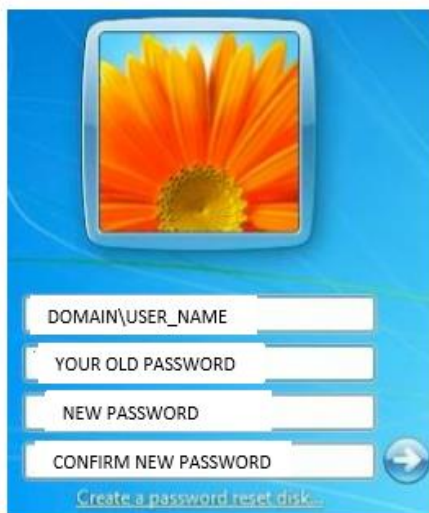 DOMAIN\USER_NAME
YOUR OLD PASSWORD
NEW PASSWORD
CONFIRM NEW PASSWORD
Create a password reset disk...